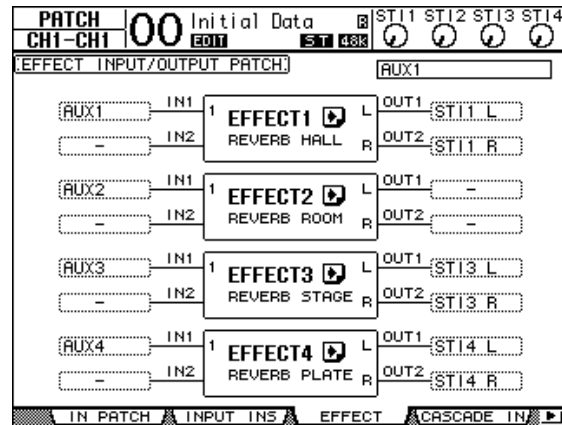 PATCH 00 Initial Data R STI1 STI2 STI3 STI4
CH1-CH1 EDIT ST 48k
EFFECT INPUT/OUTPUT PATCH AUX1
AUX1 IN1 1 EFFECT1 L OUT1 STI1 L
- IN2 REVERB HALL R OUT2 STI1 R
AUX2 IN1 1 EFFECT2 L OUT1 -
- IN2 REVERB ROOM R OUT2 -
AUX3 IN1 1 EFFECT3 L OUT1 STI3 L
- IN2 REVERB STAGE R OUT2 STI3 R
AUX4 IN1 1 EFFECT4 L OUT1 STI4 L
- IN2 REVERB PLATE R OUT2 STI4 R
IN PATCH INPUT INS EFFECT CASCADE IN